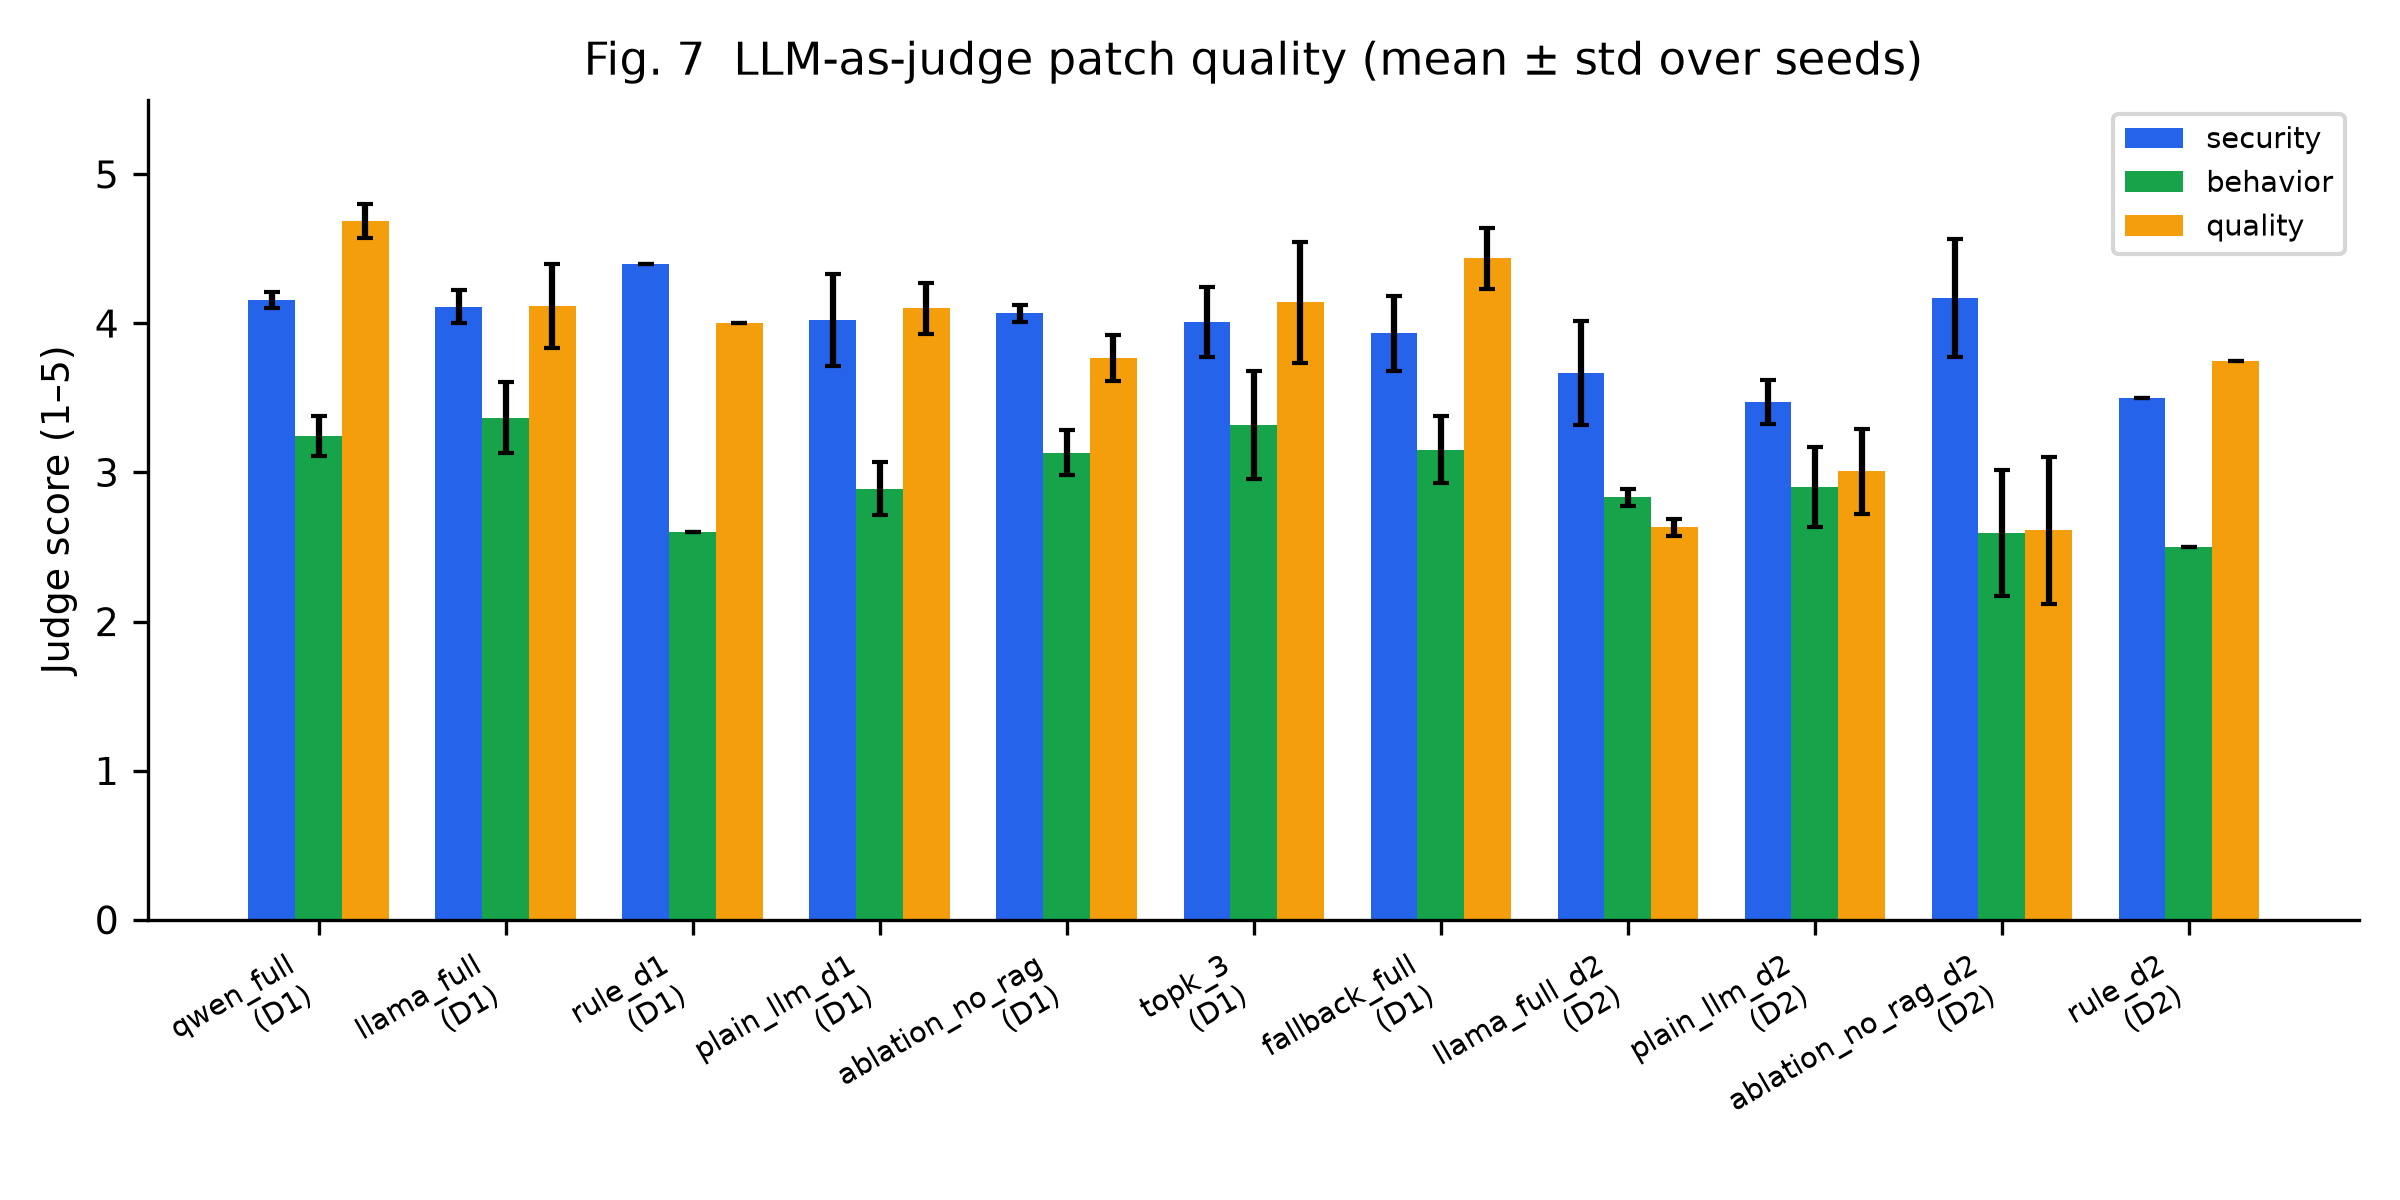 Fig. 7  LLM-as-judge patch quality (mean ± std over seeds)
security
behavior
quality
Judge score (1–5)
5
4
3
2
1
0
qwen_full
(D1)
llama_full
(D1)
rule_d1
(D1)
plain_llm_d1
(D1)
ablation_no_rag
(D1)
topk_3
(D1)
fallback_full
(D1)
llama_full_d2
(D2)
plain_llm_d2
(D2)
ablation_no_rag_d2
(D2)
rule_d2
(D2)